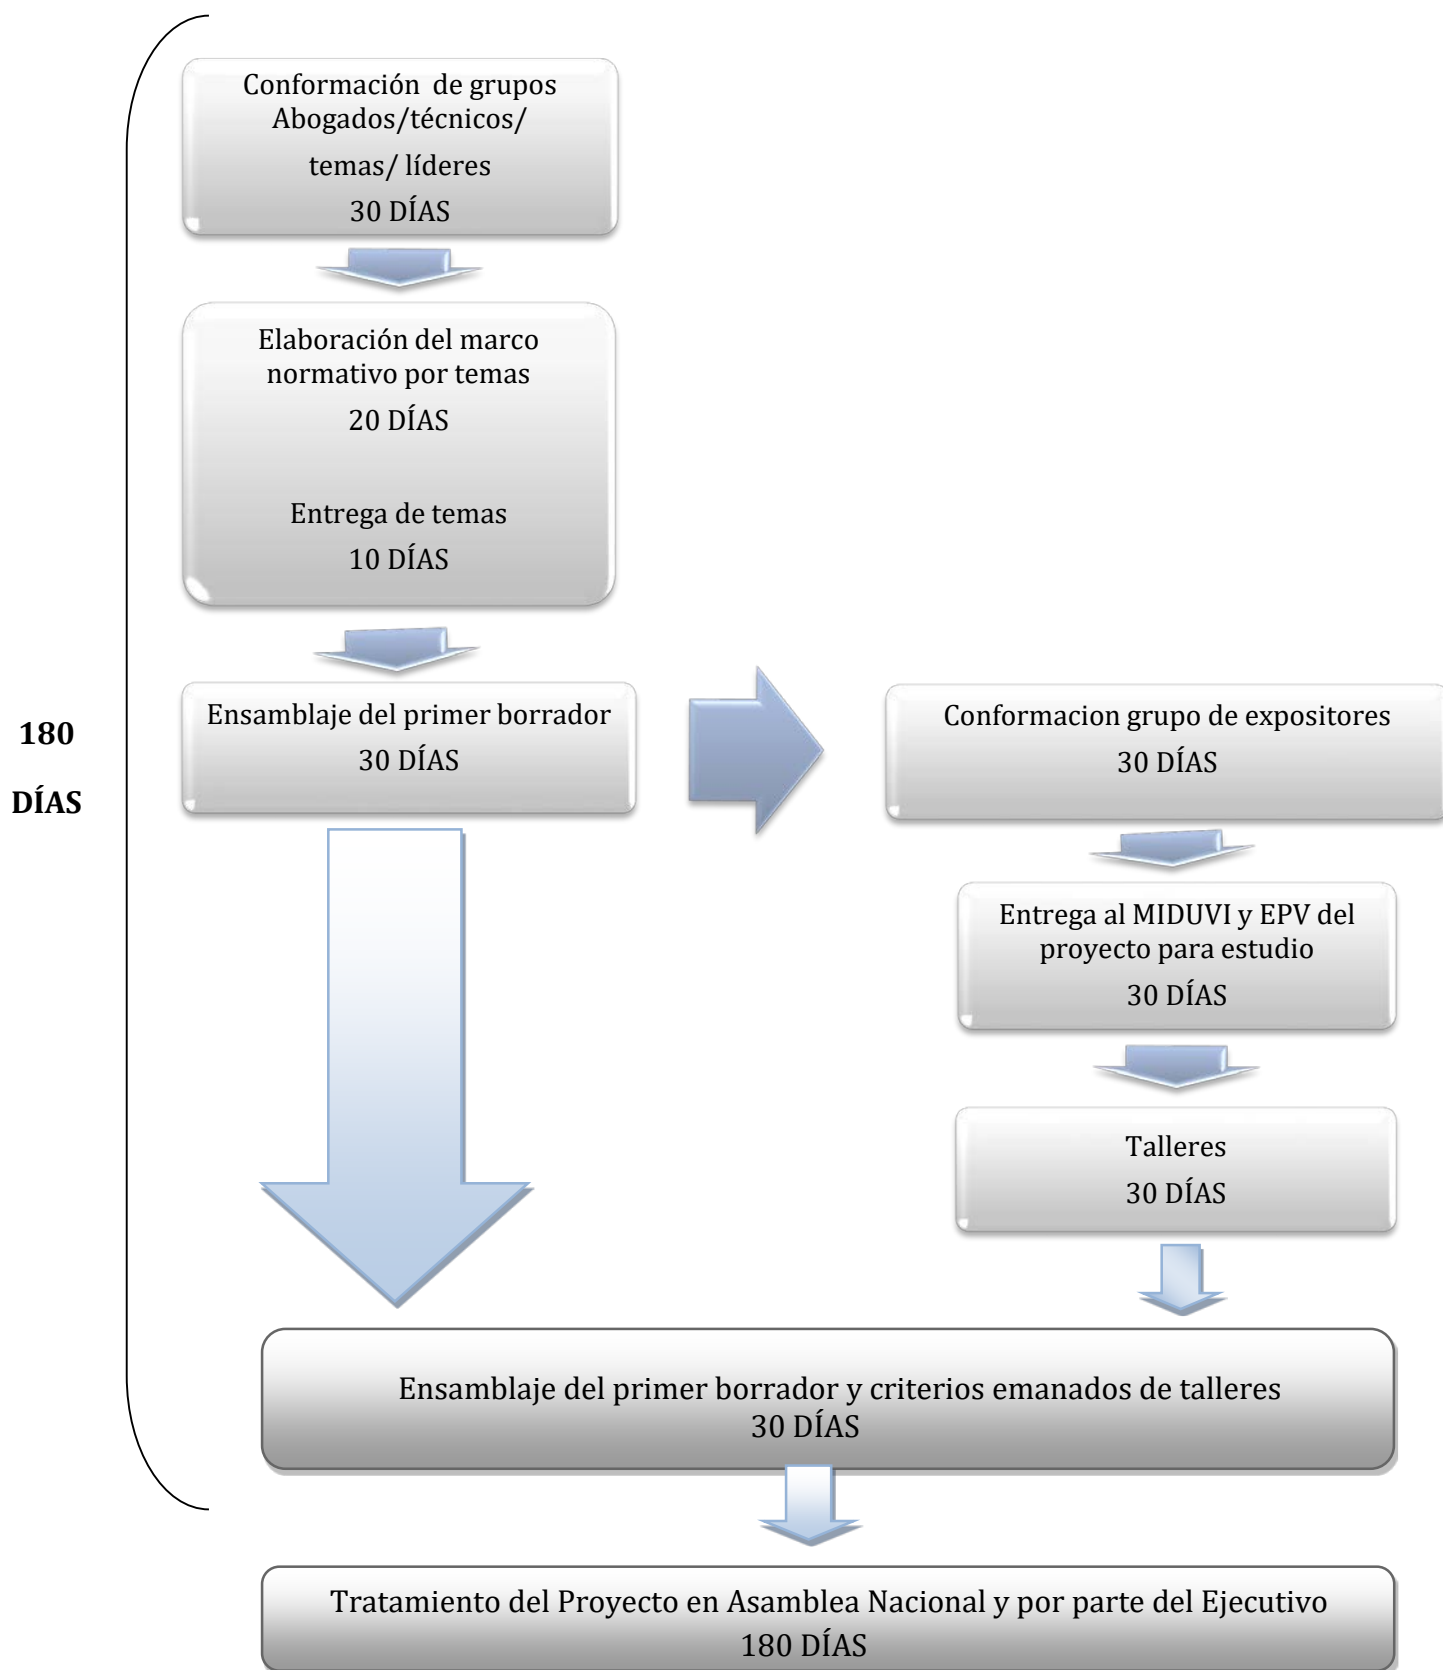 Conformación de grupos
Abogados/técnicos/
temas/ líderes
30 DÍAS
Elaboración del marco
normativo por temas
20 DÍAS
Entrega de temas
10 DÍAS
180
DÍAS
Ensamblaje del primer borrador
30 DÍAS
Conformacion grupo de expositores
30 DÍAS
Entrega al MIDUVI y EPV del
proyecto para estudio
30 DÍAS
Talleres
30 DÍAS
Ensamblaje del primer borrador y criterios emanados de talleres
30 DÍAS
Tratamiento del Proyecto en Asamblea Nacional y por parte del Ejecutivo
180 DÍAS